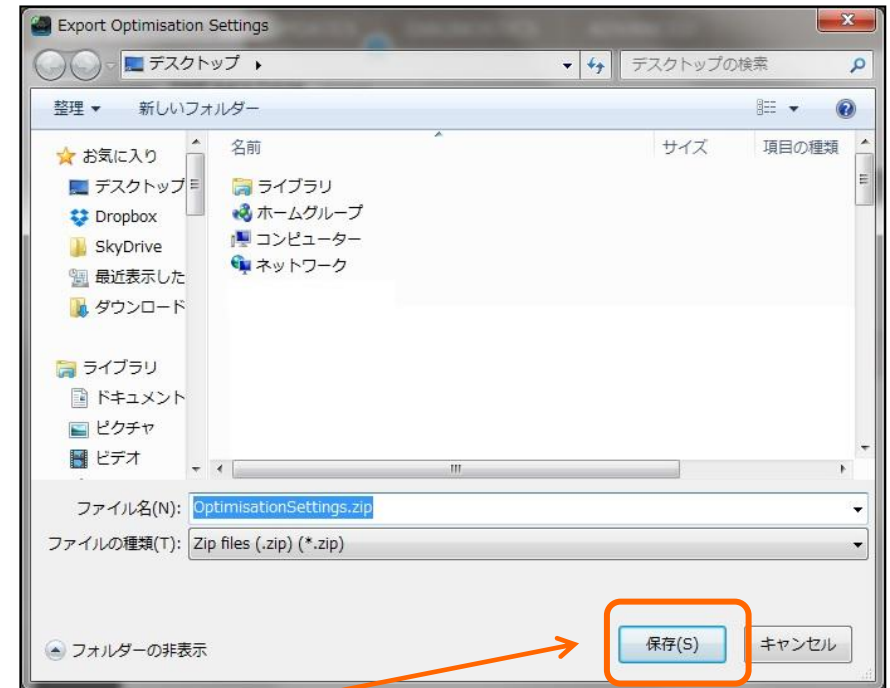 Export Optimisation Settings
デスクトップ
デスクトップの検索
整理
新しいフォルダー
お気に入り
デスクトップ
Dropbox
SkyDrive
最近表示した
ダウンロード
ライブラリ
ドキュメント
ピクチャ
ビデオ
名前
サイズ
項目の種類
ライブラリ
ホームグループ
コンピューター
ネットワーク
ファイル名(N): OptimisationSettings.zip
ファイルの種類(T): Zip files (.zip) (*.zip)
フォルダーの非表示
保存(S)
キャンセル